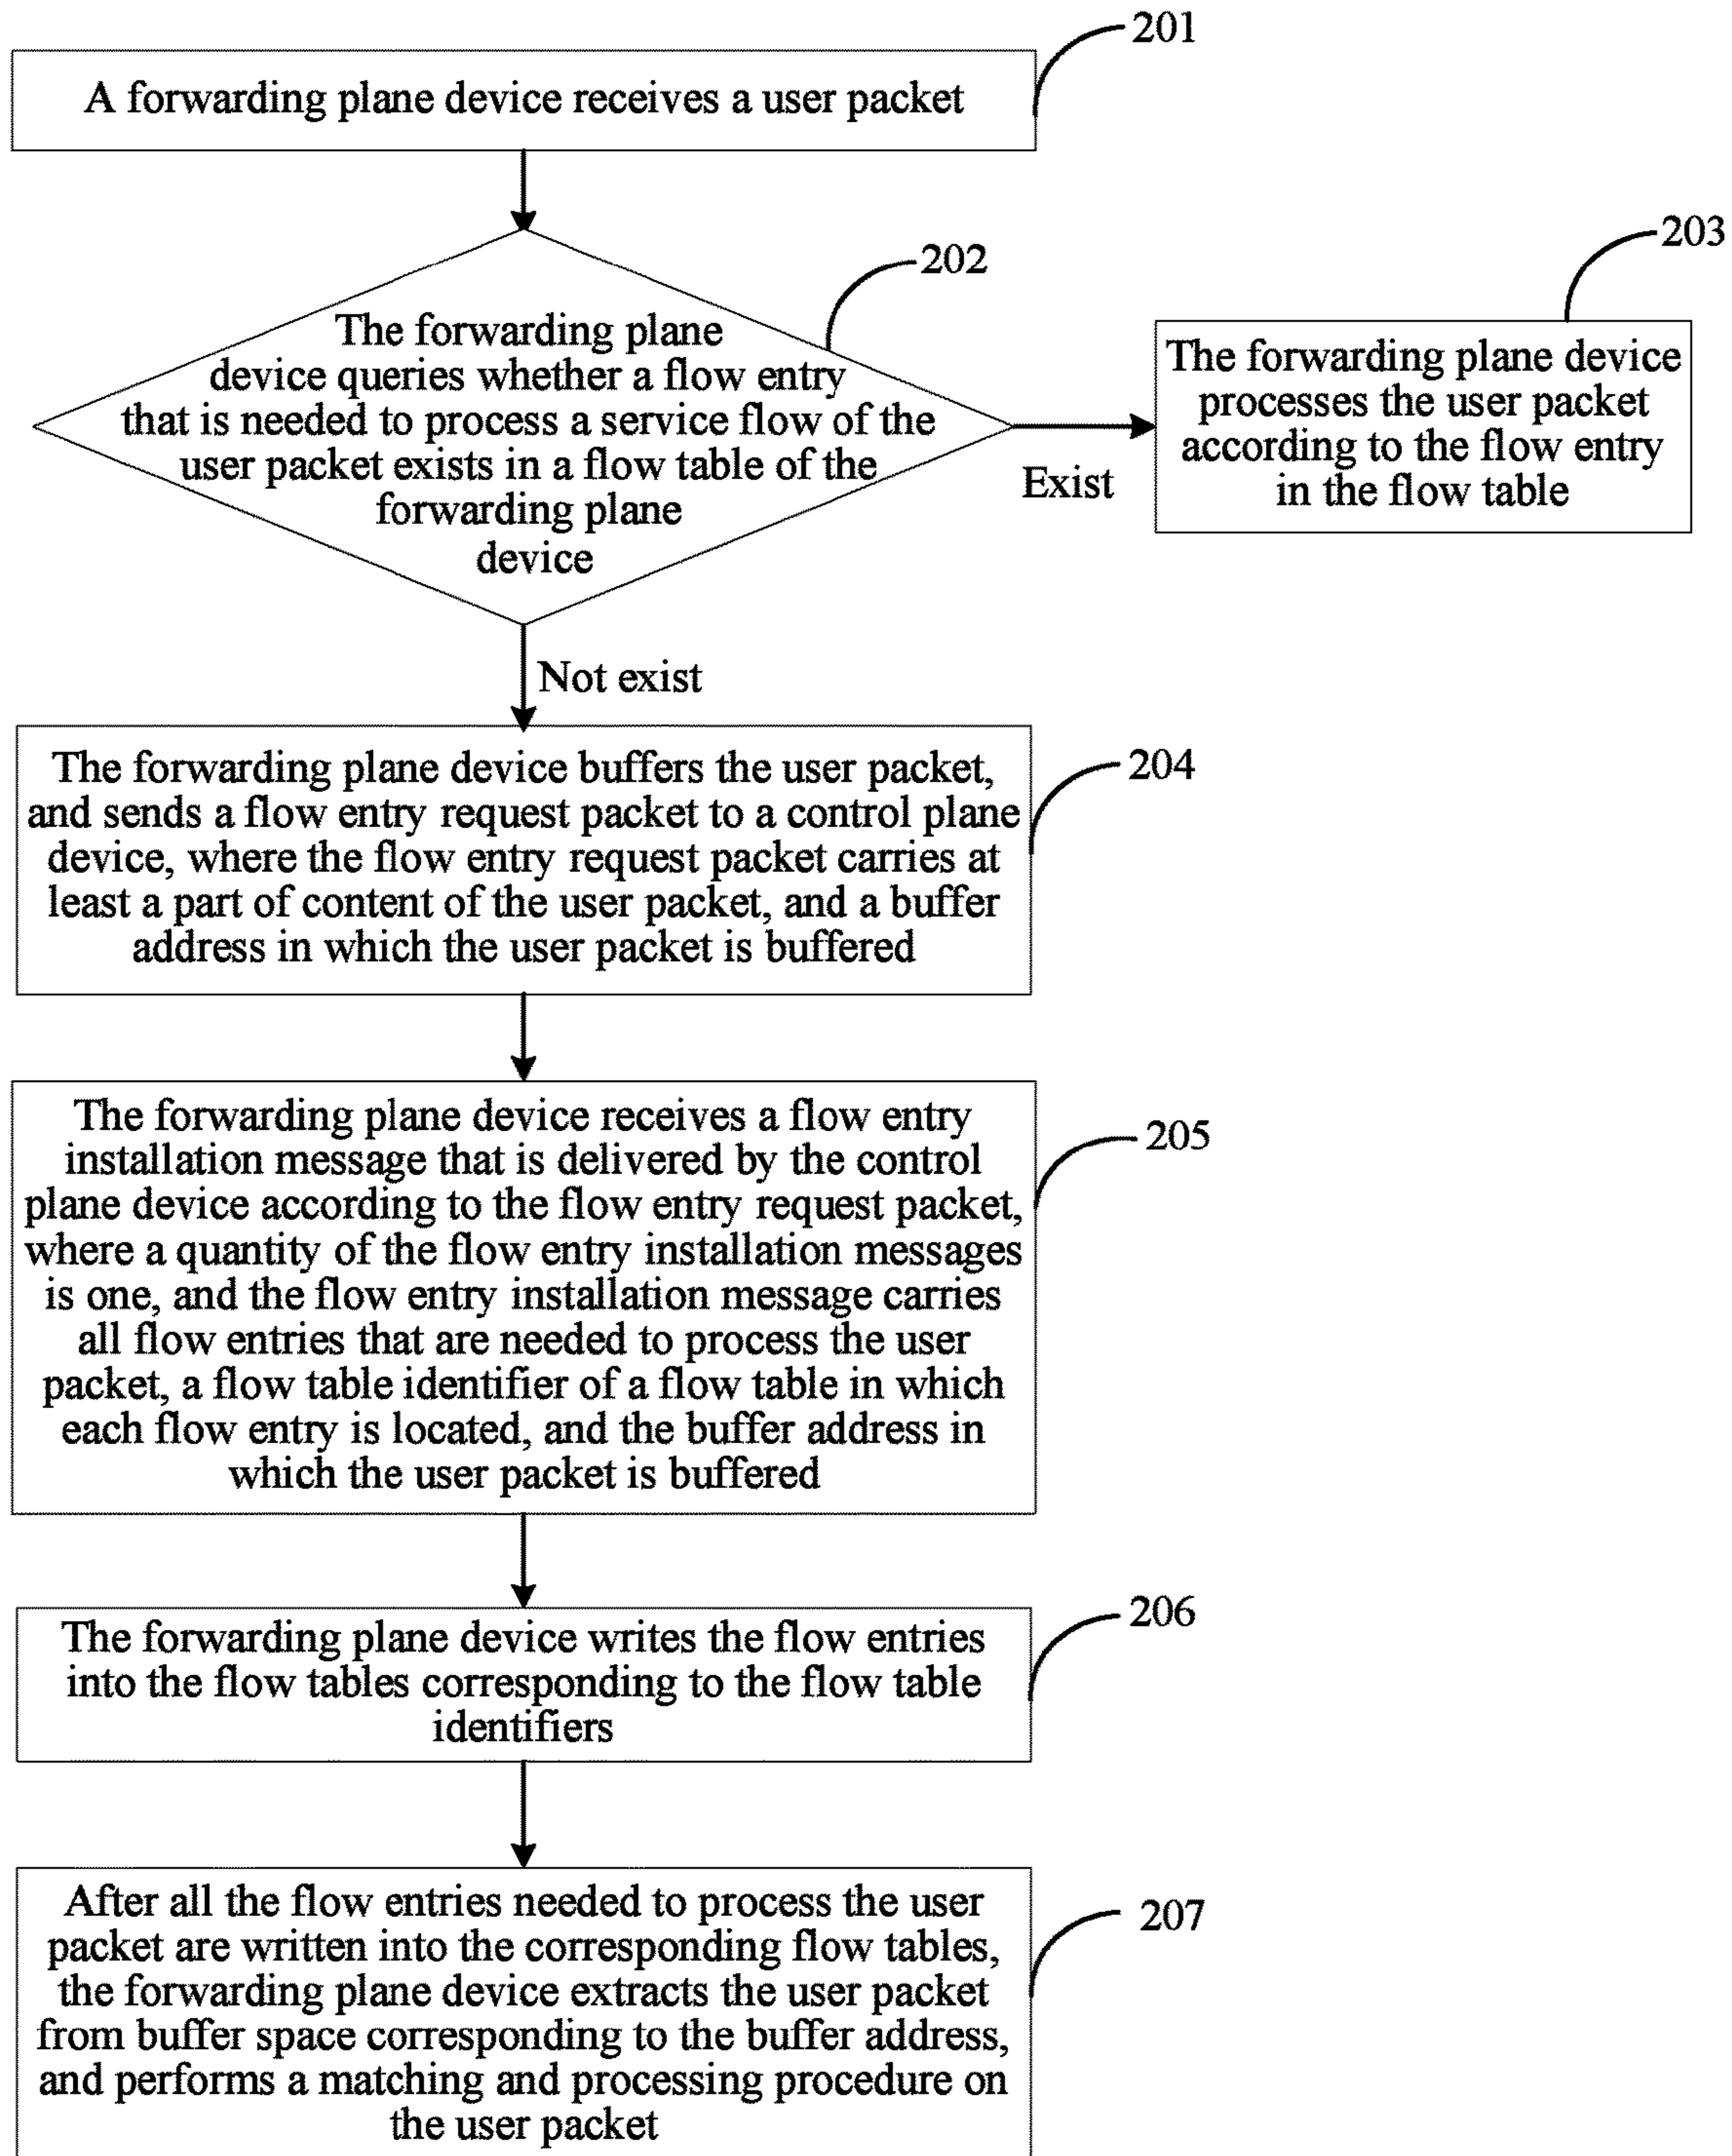 201
A forwarding plane device receives a user packet
202
The forwarding plane
device queries whether a flow entry
that is needed to process a service flow of the
user packet exists in a flow table of the
forwarding plane
device
Exist
203
The forwarding plane device
processes the user packet
according to the flow entry
in the flow table
Not exist
204
The forwarding plane device buffers the user packet,
and sends a flow entry request packet to a control plane
device, where the flow entry request packet carries at
least a part of content of the user packet, and a buffer
address in which the user packet is buffered
205
The forwarding plane device receives a flow entry
installation message that is delivered by the control
plane device according to the flow entry request packet,
where a quantity of the flow entry installation messages
is one, and the flow entry installation message carries
all flow entries that are needed to process the user
packet, a flow table identifier of a flow table in which
each flow entry is located, and the buffer address in
which the user packet is buffered
206
The forwarding plane device writes the flow entries
into the flow tables corresponding to the flow table
identifiers
207
After all the flow entries needed to process the user
packet are written into the corresponding flow tables,
the forwarding plane device extracts the user packet
from buffer space corresponding to the buffer address,
and performs a matching and processing procedure on
the user packet